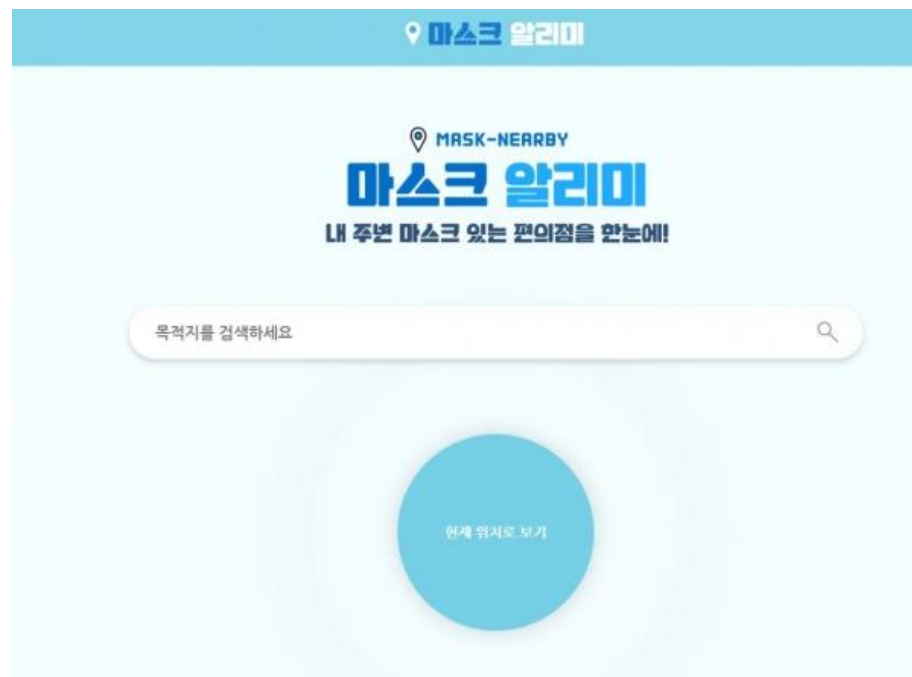 마스크 알리미
MASK-NEARBY
마스크 알리미
내 주변 마스크 있는 편의점을 한눈에!
목적지를 검색하세요
현재 위치로 보기